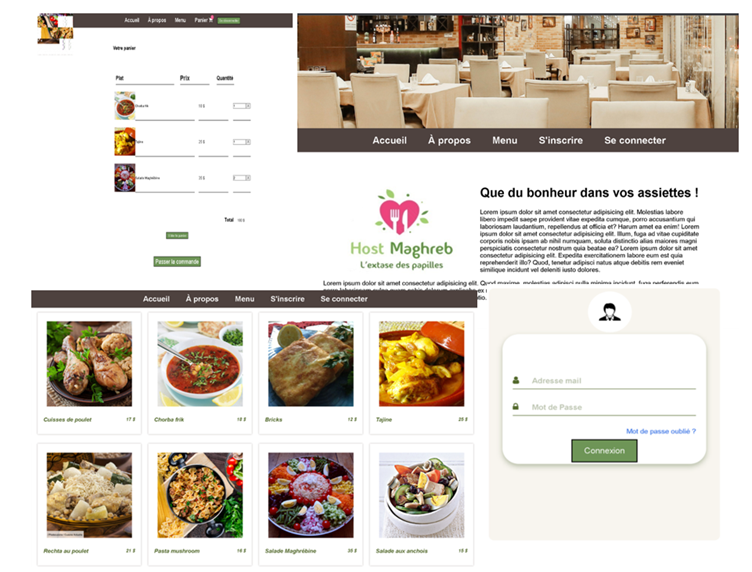 Accueil À propos Menu Panier
Votre panier
Plat Prix Quantité
Chorba frik 10 $
Tajine 25 $
Salade Maghrébine 35 $
Total
Passer la commande
Accueil À propos Menu S'inscrire Se connecter
Host Maghreb
L'extase des papilles
Que du bonheur dans vos assiettes !
Lorem ipsum dolor sit amet consectetur adipisicing elit. Molestias labore
libero impedit saepe provident vitae expedita cumque, porro accusantium qui
laboriosam laudantium, repellendus at officia et? Harum amet ea enim! Lorem
ipsum dolor sit amet consectetur adipisicing elit. Illum, fuga ad vitae cupiditate
corporis nobis ipsam ab nihil numquam, soluta distinctio alias maiores magni
perspiciatis consectetur nostrum quia beatae ea? Lorem ipsum dolor sit amet
consectetur adipisicing elit. Expedita exercitationem labore eum est quia
reprehenderit illo? Quod, tenetur adipisci natus atque debitis rem eveniet
similique incidunt vel deleniti iusto dolores.
Lorem ipsum dolor sit amet consectetur adipisicing elit. Quod maxime, molestias adipisci nulla minima incidunt, fuga perferendis eum
Accueil À propos Menu S'inscrire Se connecter
Cuisses de poulet 17 $
Chorba frik 10 $
Bricks 12 $
Tajine 25 $
Rechta au poulet 21 $
Pasta mushroom 16 $
Salade Maghrébine 35 $
Salade aux anchois 15 $
Adresse mail
Mot de Passe
Mot de passe oublié ?
Connexion